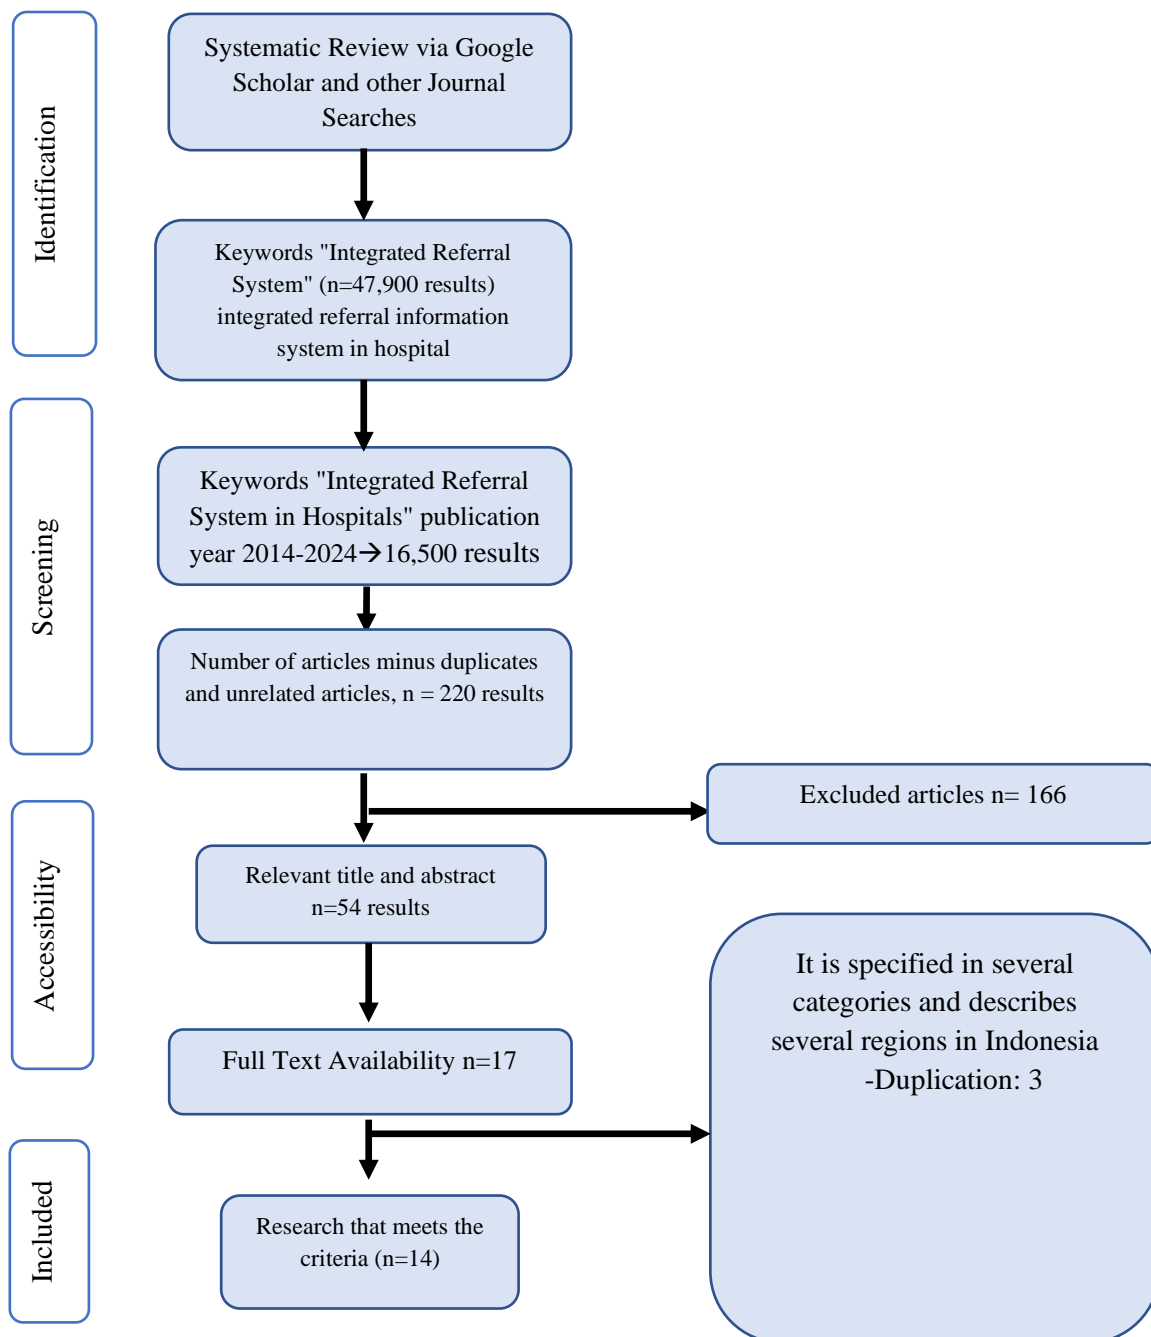 Identification
Systematic Review via Google
Scholar and other Journal
Searches
Keywords "Integrated Referral
System" (n=47,900 results)
integrated referral information
system in hospital
Screening
Keywords "Integrated Referral
System in Hospitals" publication
year 2014-2024→16,500 results
Number of articles minus duplicates
and unrelated articles, n = 220 results
Accessibility
Excluded articles n= 166
Relevant title and abstract
n=54 results
Full Text Availability n=17
It is specified in several
categories and describes
several regions in Indonesia
-Duplication: 3
Included
Research that meets the
criteria (n=14)